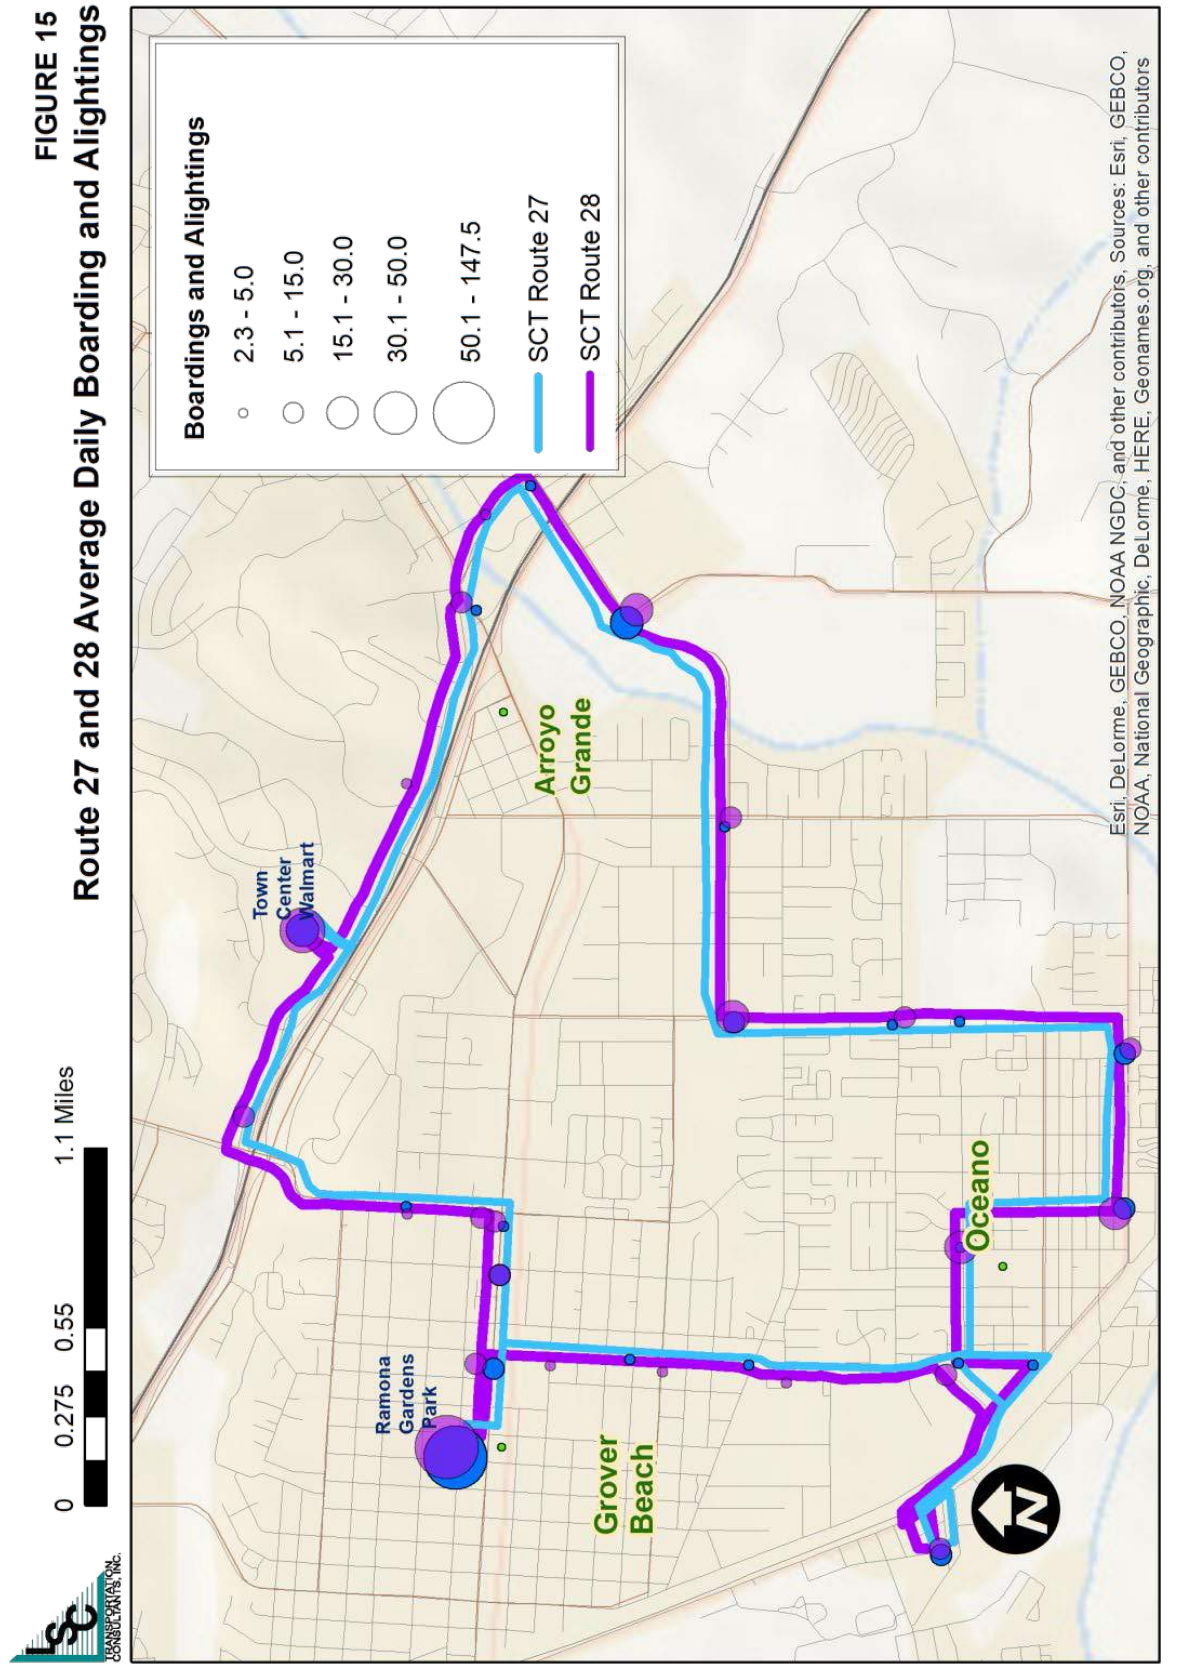 FIGURE 15
Route 27 and 28 Average Daily Boarding and Alightings
LSC
TRANSPORTATION
CONSULTANTS, INC.
0 0.275 0.55 1.1 Miles
Boardings and Alightings
2.3 - 5.0
5.1 - 15.0
15.1 - 30.0
30.1 - 50.0
50.1 - 147.5
SCT Route 27
SCT Route 28
Town
Center
Walmart
Ramona
Gardens
Park
Arroyo
Grande
Grover
Beach
Oceano
N
Esri, DeLorme, GEBCO, NOAA NGDC, and other contributors, Sources: Esri, GEBCO,
NOAA, National Geographic, DeLorme, HERE, Geonames.org, and other contributors